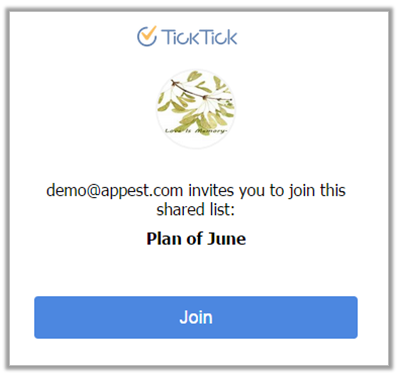 TickTick
Love Is Memory
demo@appest.com invites you to join this
shared list:
Plan of June
Join